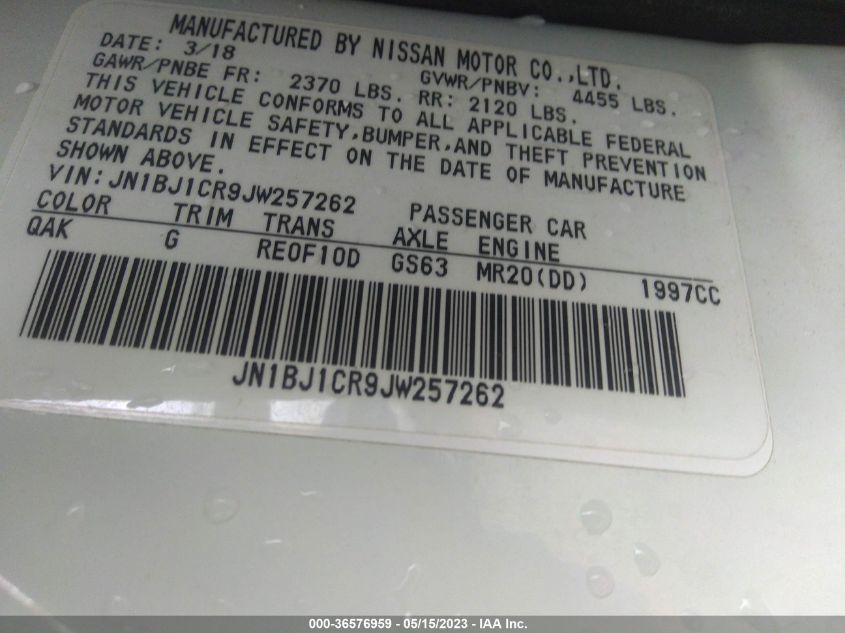 MANUFACTURED BY NISSAN MOTOR CO.,LTD.
DATE: 3/18 GVWR/PNBV: 4455 LBS.
GAWR/PNBE FR: 2370 LBS. RR: 2120 LBS.
THIS VEHICLE CONFORMS TO ALL APPLICABLE FEDERAL
MOTOR VEHICLE SAFETY,BUMPER,AND THEFT PREVENTION
STANDARDS IN EFFECT ON THE DATE OF MANUFACTURE
SHOWN ABOVE.
VIN:JN1BJ1CR9JW257262 PASSENGER CAR
COLOR TRIM TRANS AXLE ENGINE
QAK G RE0F10D GS63 MR20(DD) 1997CC
JN1BJ1CR9JW257262
000-36576959 - 05/15/2023 - IAA Inc.